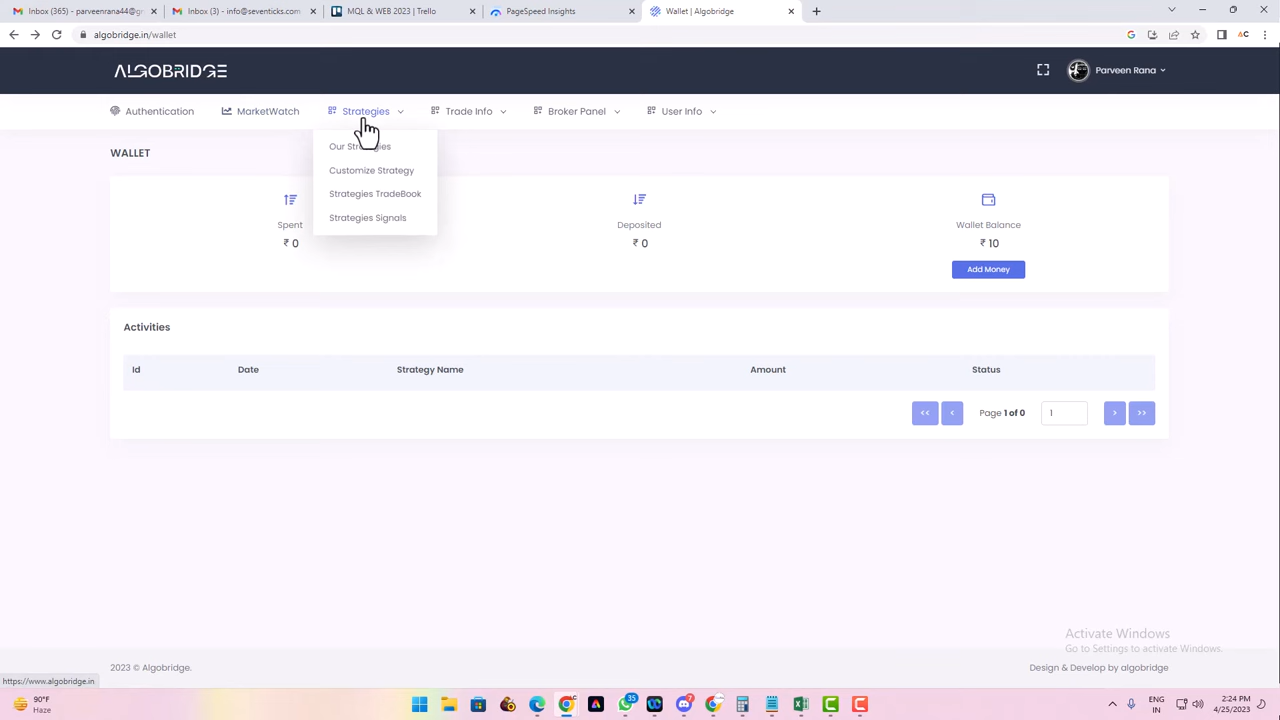 Inbox (365) - parveenrana44@gr
Inbox (3) - info@seventicks.com
MQL & WEB 2023 | Trello
PageSpeed Insights
Wallet | Algobridge
algobridge.in/wallet
ALGOBRIDGE
Parveen Rana
Authentication
MarketWatch
Strategies
Trade Info
Broker Panel
User Info
Our Strategies
Customize Strategy
Strategies TradeBook
Strategies Signals
WALLET
Spent
₹ 0
Deposited
₹ 0
Wallet Balance
₹ 10
Add Money
Activities
Id Date Strategy Name Amount Status
<< < Page 1 of 0 1 > >>
Activate Windows
Go to Settings to activate Windows.
2023 © Algobridge.
Design & Develop by algobridge
https://www.algobridge.in
90°F
Haze
35
7
ENG
IN
2:24 PM
4/25/2023